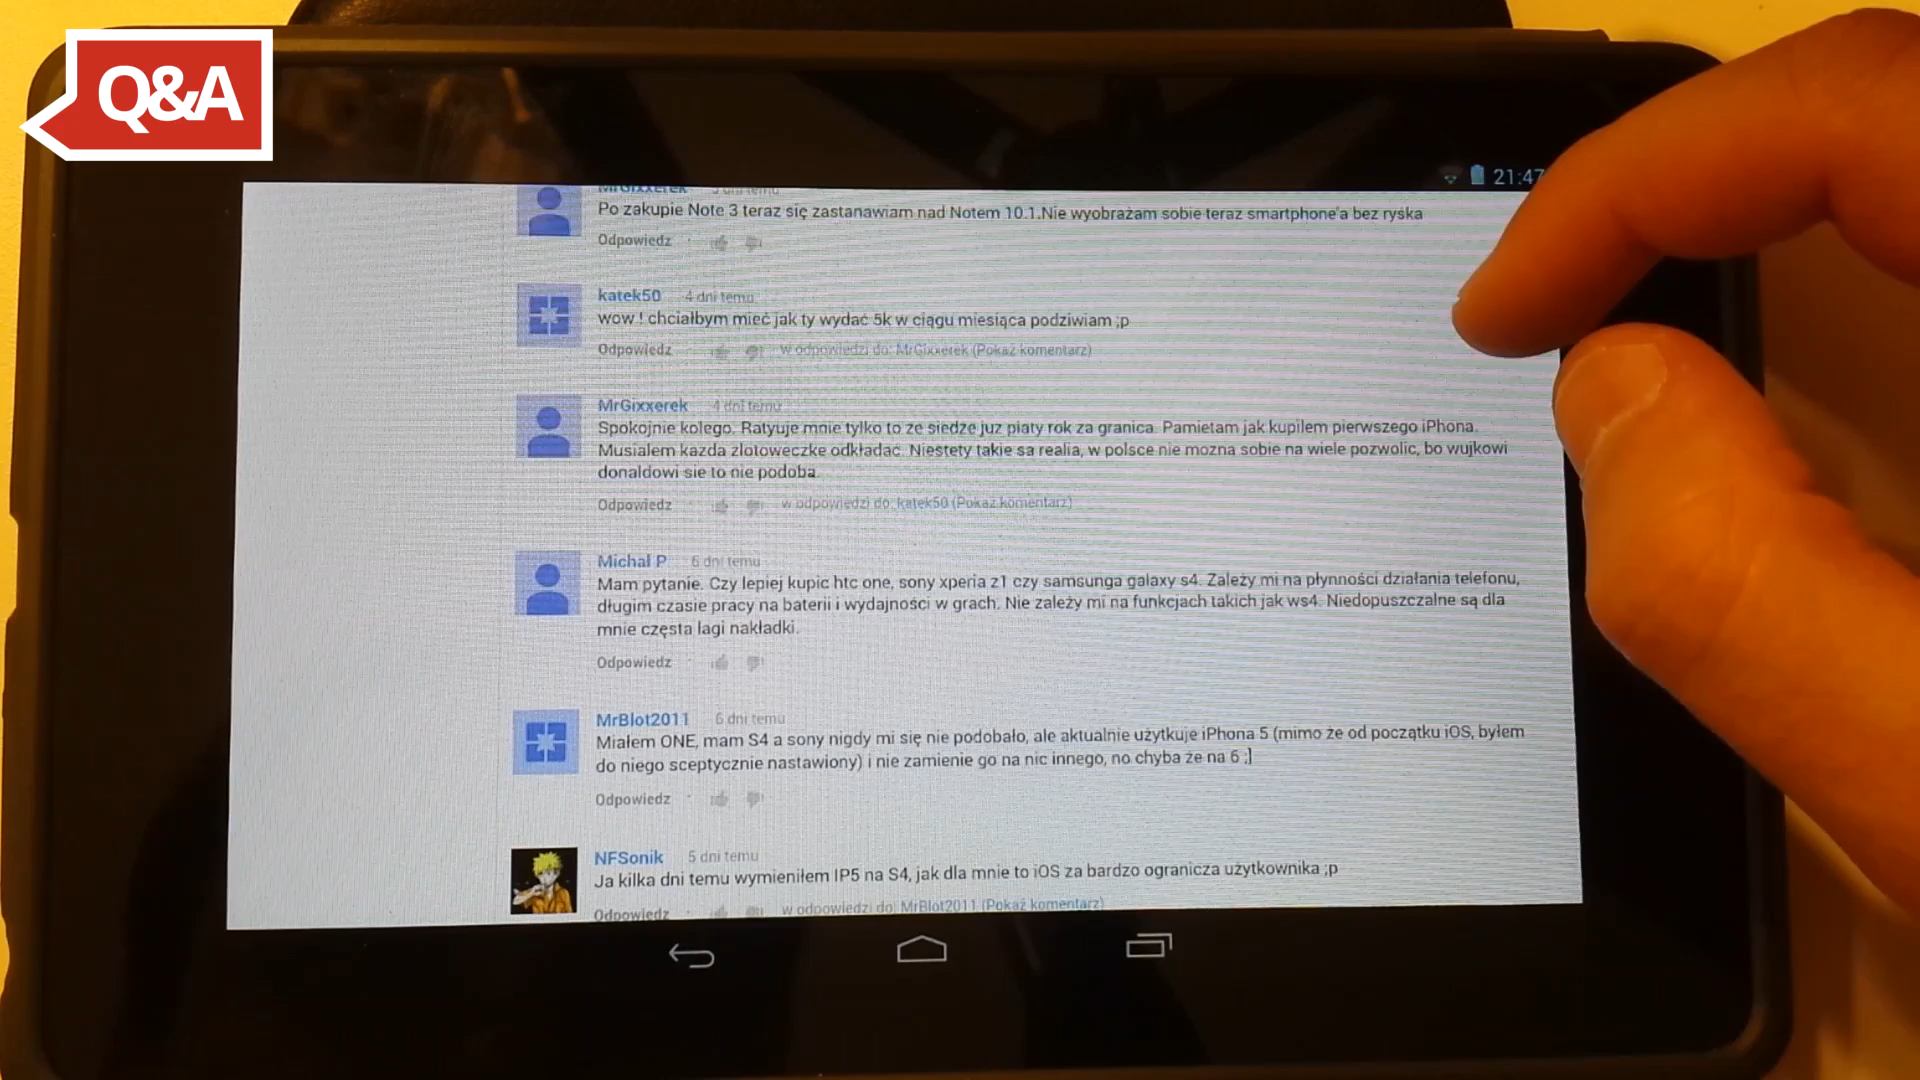 Q&A
21:47
MrGixxerek
Po zakupie Note 3 teraz się zastanawiam nad Notem 10.1.Nie wyobrażam sobie teraz smartphone'a bez ryśka
Odpowiedz
katek50 4 dni temu
wow ! chciałbym mieć jak ty wydać 5k w ciągu miesiąca podziwiam ;p
Odpowiedz w odpowiedzi do: MrGixxerek (Pokaż komentarz)
MrGixxerek 4 dni temu
Spokojnie kolego. Ratyuje mnie tylko to ze siedze juz piaty rok za granica. Pamietam jak kupilem pierwszego iPhona.
Musialem kazda zlotoweczke odkładac. Niestety takie sa realia, w polsce nie mozna sobie na wiele pozwolic, bo wujkowi
donaldowi sie to nie podoba.
Odpowiedz w odpowiedzi do: katek50 (Pokaż komentarz)
Michal P 6 dni temu
Mam pytanie. Czy lepiej kupic htc one, sony xperia z1 czy samsunga galaxy s4. Zależy mi na płynności działania telefonu,
długim czasie pracy na baterii i wydajności w grach. Nie zależy mi na funkcjach takich jak ws4. Niedopuszczalne są dla
mnie częsta lagi nakładki.
Odpowiedz
MrBlot2011 6 dni temu
Miałem ONE, mam S4 a sony nigdy mi się nie podobało, ale aktualnie użytkuje iPhona 5 (mimo że od początku iOS, byłem
do niego sceptycznie nastawiony) i nie zamienie go na nic innego, no chyba że na 6 ;]
Odpowiedz
NFSonik 5 dni temu
Ja kilka dni temu wymieniłem IP5 na S4, jak dla mnie to iOS za bardzo ogranicza użytkownika ;p
Odpowiedz w odpowiedzi do: MrBlot2011 (Pokaż komentarz)